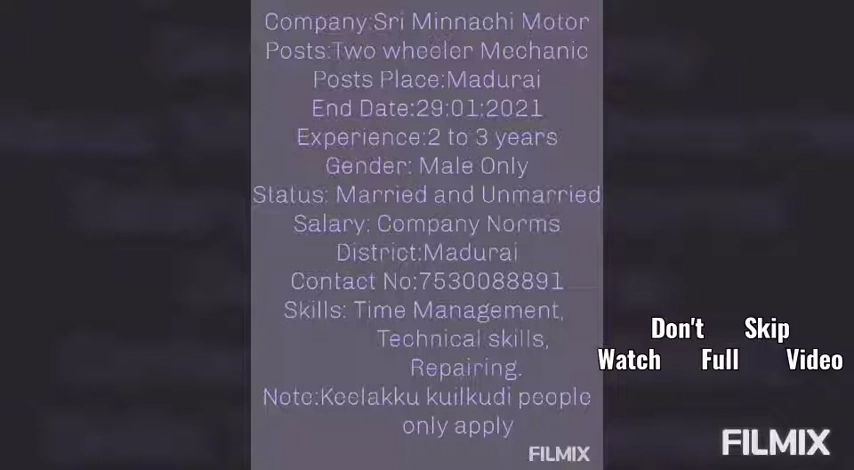 Company:Sri Minnachi Motor
Posts:Two wheeler Mechanic
Posts Place:Madurai
End Date:29:01:2021
Experience:2 to 3 years
Gender: Male Only
Status: Married and Unmarried
Salary: Company Norms
District:Madurai
Contact No:7530088891
Skills: Time Management,
Technical skills,
Repairing.
Note:Keelakku kuilkudi people
only apply
Don't Skip
Watch Full Video
FILMIX
FILMIX